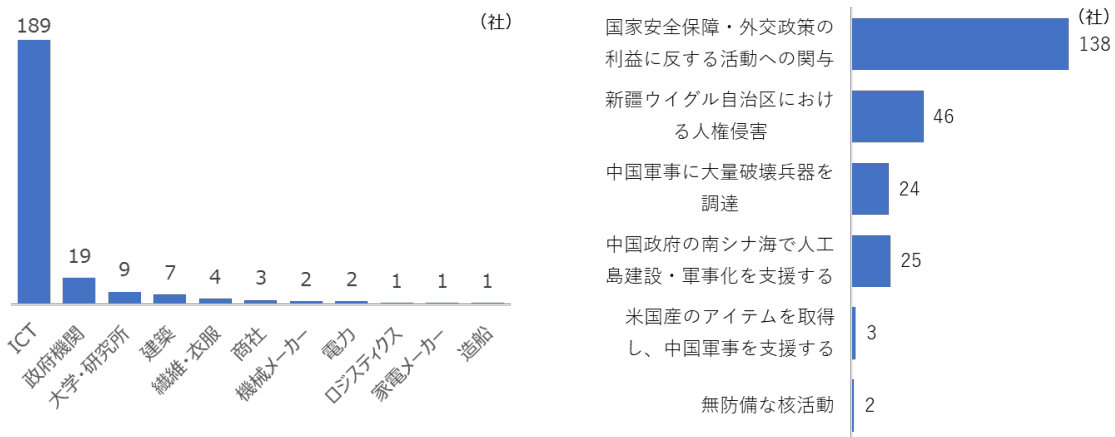 （社）
189
19
9
7
4
3
2
2
1
1
1
ICT
政府機関
大学・研究所
建築
繊維・衣服
商社
機械メーカー
電力
ロジスティクス
家電メーカー
造船
（社）
国家安全保障・外交政策の
利益に反する活動への関与
138
新疆ウイグル自治区におけ
る人権侵害
46
中国軍事に大量破壊兵器を
調達
24
中国政府の南シナ海で人工
島建設・軍事化を支援する
25
米国産のアイテムを取得
し、中国軍事を支援する
3
無防備な核活動
2